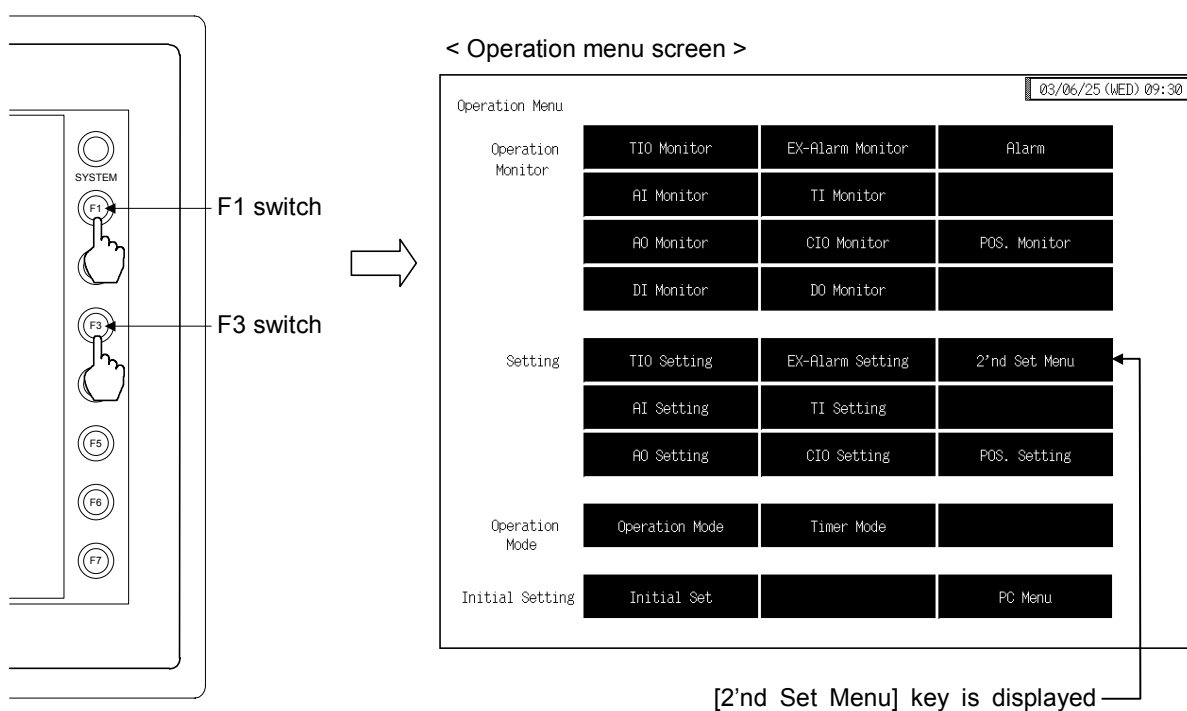 SYSTEM
F1
F1 switch
F3
F3 switch
F5
F6
F7
< Operation menu screen >
03/06/25(WED) 09:30
Operation Menu
Operation Monitor
TIO Monitor
EX-Alarm Monitor
Alarm
AI Monitor
TI Monitor
AO Monitor
CIO Monitor
POS. Monitor
DI Monitor
DO Monitor
Setting
TIO Setting
EX-Alarm Setting
2'nd Set Menu
AI Setting
TI Setting
AO Setting
CIO Setting
POS. Setting
Operation Mode
Operation Mode
Timer Mode
Initial Setting
Initial Set
PC Menu
[2'nd Set Menu] key is displayed